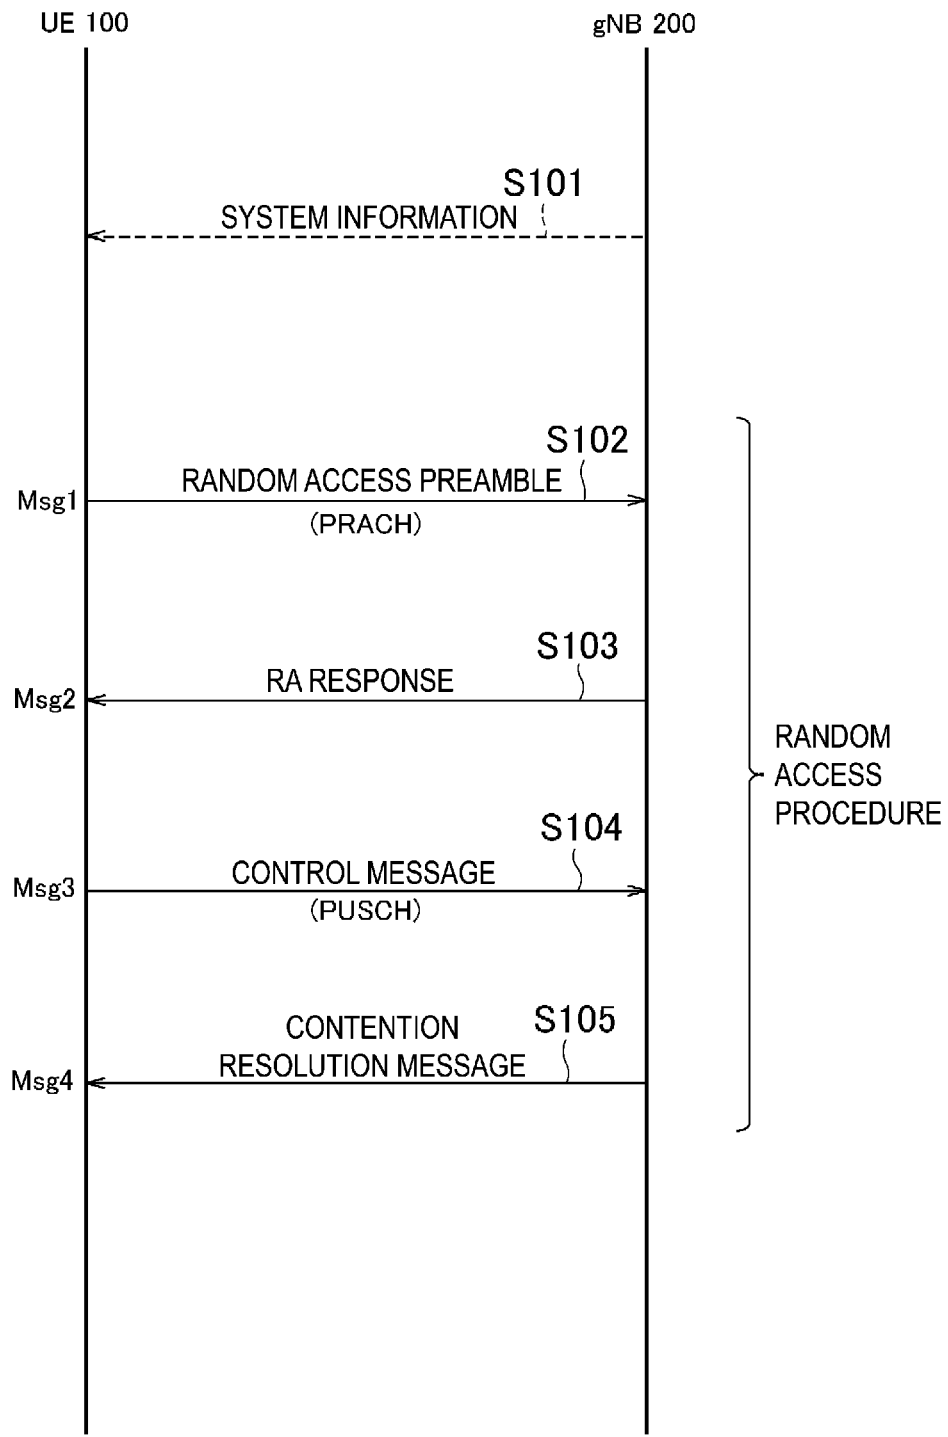 UE 100
gNB 200
S101
SYSTEM INFORMATION
S102
RANDOM ACCESS PREAMBLE
Msg1
(PRACH)
S103
RA RESPONSE
Msg2
RANDOM
ACCESS
PROCEDURE
S104
CONTROL MESSAGE
Msg3
(PUSCH)
S105
CONTENTION
RESOLUTION MESSAGE
Msg4